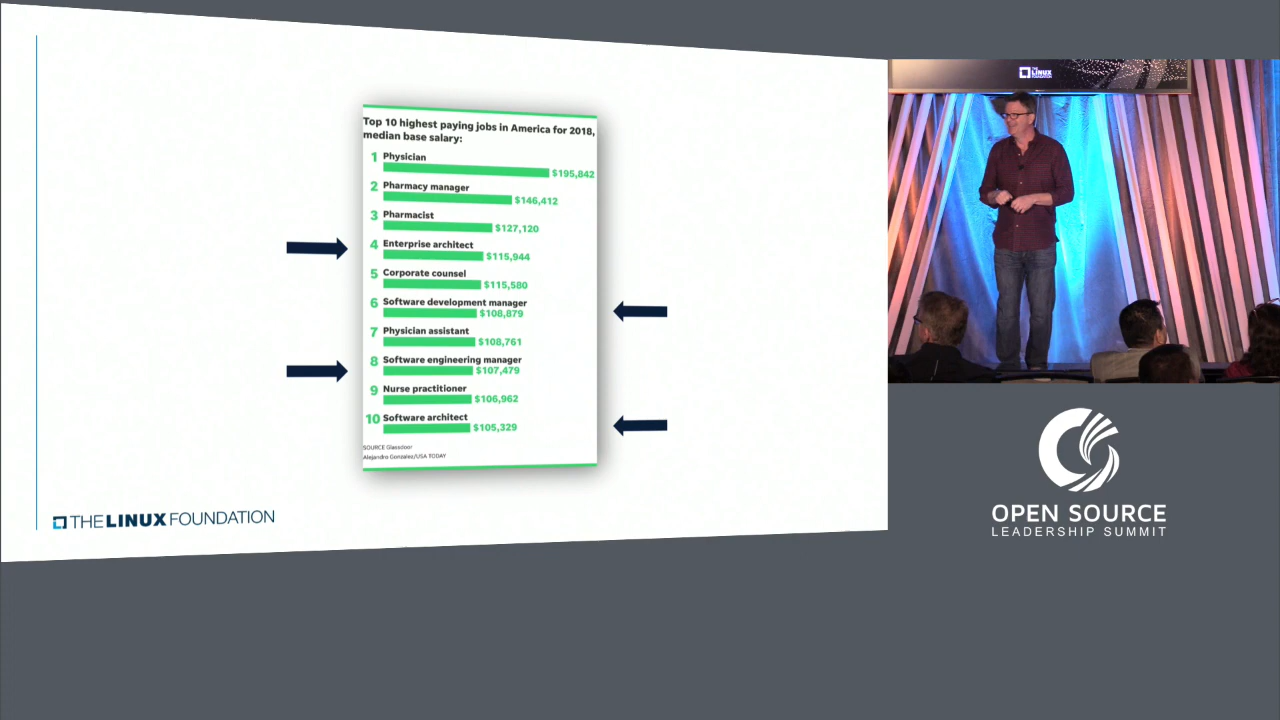 Top 10 highest paying jobs in America for 2018,
median base salary:
1 Physician
$195,842
2 Pharmacy manager
$146,412
3 Pharmacist
$127,120
4 Enterprise architect
$115,944
5 Corporate counsel
$115,580
6 Software development manager
$108,879
7 Physician assistant
$108,761
8 Software engineering manager
$107,479
9 Nurse practitioner
$106,962
10 Software architect
$105,329
SOURCE Glassdoor
Alejandro Gonzalez/USA TODAY
THE LINUX FOUNDATION
THE
LINUX
FOUNDATION
OPEN SOURCE
LEADERSHIP SUMMIT